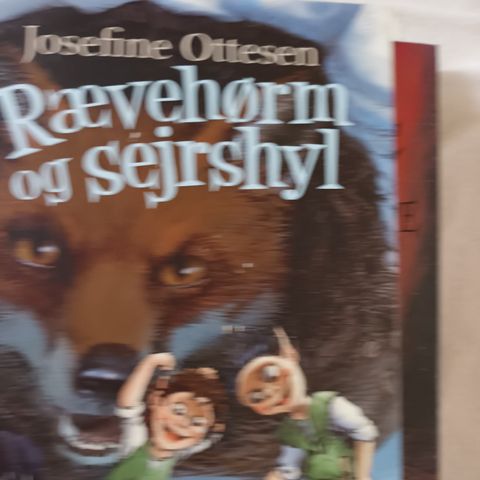 Josefine Ottesen
Rævehørm
og sejrshyl
Æ